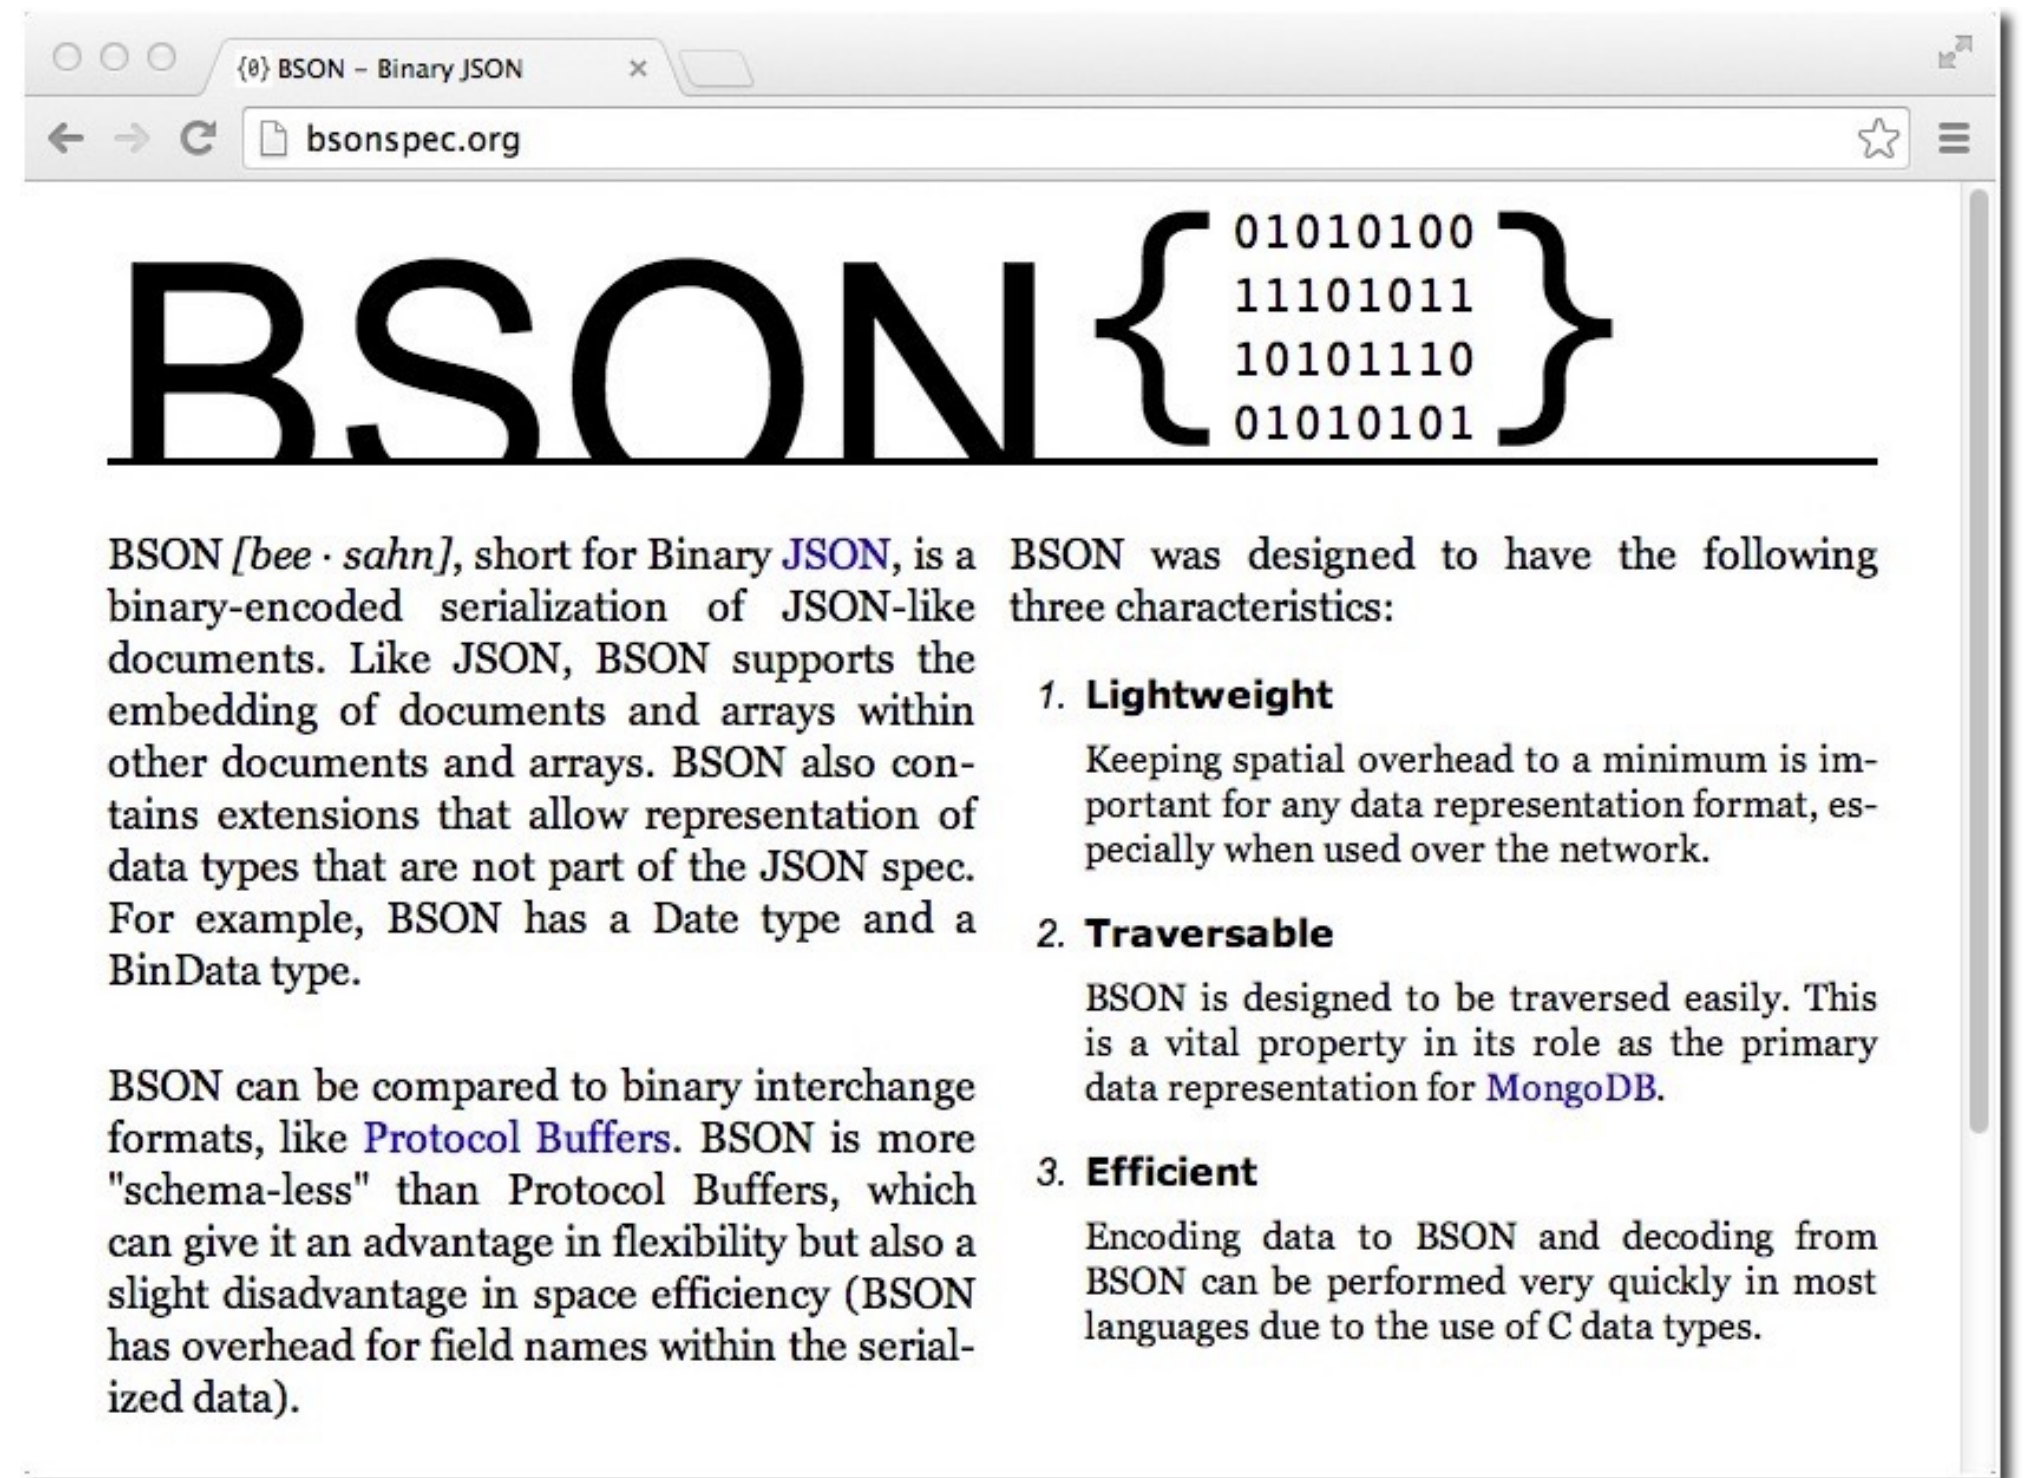 {0} BSON – Binary JSON
bsonspec.org
BSON
01010100
11101011
10101110
01010101
BSON [bee · sahn], short for Binary JSON, is a
binary-encoded serialization of JSON-like
documents. Like JSON, BSON supports the
embedding of documents and arrays within
other documents and arrays. BSON also con-
tains extensions that allow representation of
data types that are not part of the JSON spec.
For example, BSON has a Date type and a
BinData type.
BSON can be compared to binary interchange
formats, like Protocol Buffers. BSON is more
"schema-less" than Protocol Buffers, which
can give it an advantage in flexibility but also a
slight disadvantage in space efficiency (BSON
has overhead for field names within the serial-
ized data).
BSON was designed to have the following
three characteristics:
1. Lightweight
Keeping spatial overhead to a minimum is im-
portant for any data representation format, es-
pecially when used over the network.
2. Traversable
BSON is designed to be traversed easily. This
is a vital property in its role as the primary
data representation for MongoDB.
3. Efficient
Encoding data to BSON and decoding from
BSON can be performed very quickly in most
languages due to the use of C data types.